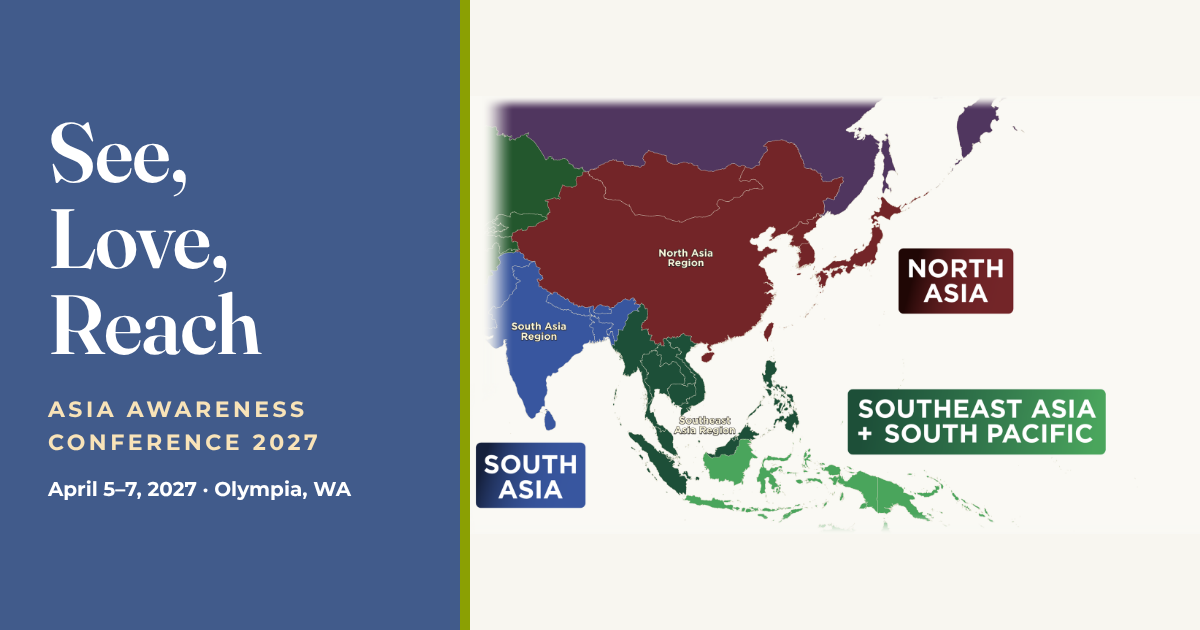 See,
Love,
Reach
ASIA AWARENESS
CONFERENCE 2027
April 5–7, 2027 · Olympia, WA
North Asia
Region
NORTH
ASIA
South Asia
Region
SOUTHEAST ASIA
+ SOUTH PACIFIC
Southeast
Asia Region
SOUTH
ASIA